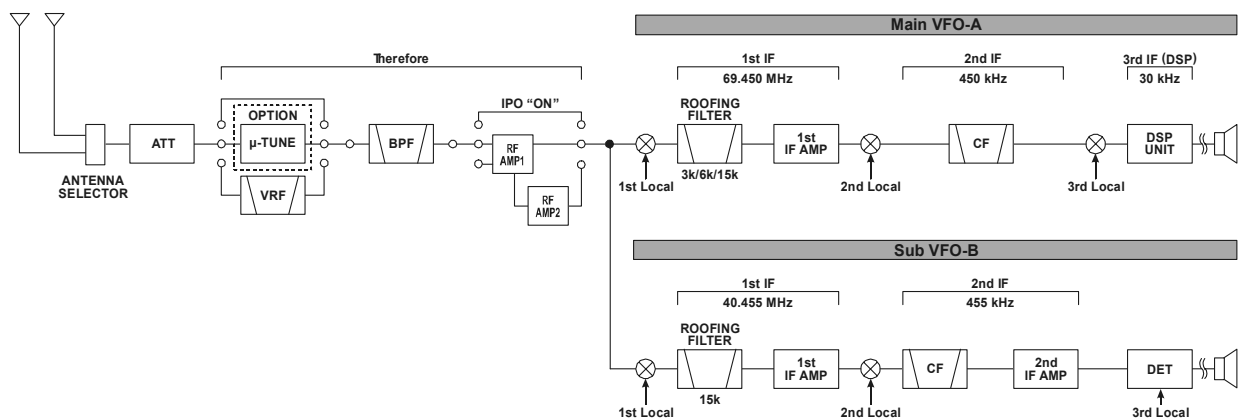 Main VFO-A
Therefore
1st IF
69.450 MHz
2nd IF
450 kHz
3rd IF (DSP)
30 kHz
OPTION
µ-TUNE
IPO “ON”
ROOFING
FILTER
ATT
BPF
RF
AMP1
1st
IF AMP
CF
DSP
UNIT
ANTENNA
SELECTOR
VRF
RF
AMP2
1st Local
3k/6k/15k
2nd Local
3rd Local
Sub VFO-B
1st IF
40.455 MHz
2nd IF
455 kHz
ROOFING
FILTER
1st
IF AMP
CF
2nd
IF AMP
DET
1st Local
15k
2nd Local
3rd Local